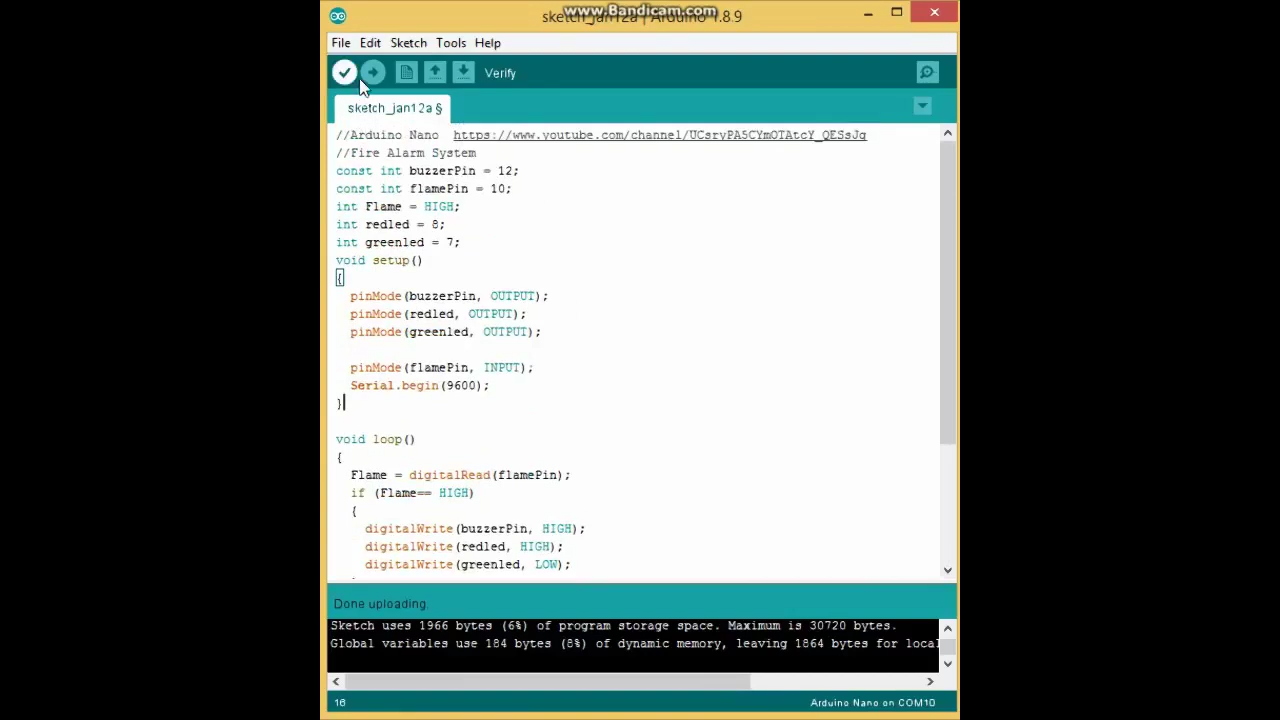 www.Bandicam.com
sketch_jan12a | Arduino 1.8.9
File Edit Sketch Tools Help
Verify
sketch_jan12a §
//Arduino Nano https://www.youtube.com/channel/UCsryPA5CYmOTAtcY_QESsJq
//Fire Alarm System
const int buzzerPin = 12;
const int flamePin = 10;
int Flame = HIGH;
int redled = 8;
int greenled = 7;
void setup()
{
pinMode(buzzerPin, OUTPUT);
pinMode(redled, OUTPUT);
pinMode(greenled, OUTPUT);
pinMode(flamePin, INPUT);
Serial.begin(9600);
}
void loop()
{
Flame = digitalRead(flamePin);
if (Flame== HIGH)
{
digitalWrite(buzzerPin, HIGH);
digitalWrite(redled, HIGH);
digitalWrite(greenled, LOW);
Done uploading.
Sketch uses 1966 bytes (6%) of program storage space. Maximum is 30720 bytes.
Global variables use 184 bytes (8%) of dynamic memory, leaving 1864 bytes for local
16 Arduino Nano on COM10